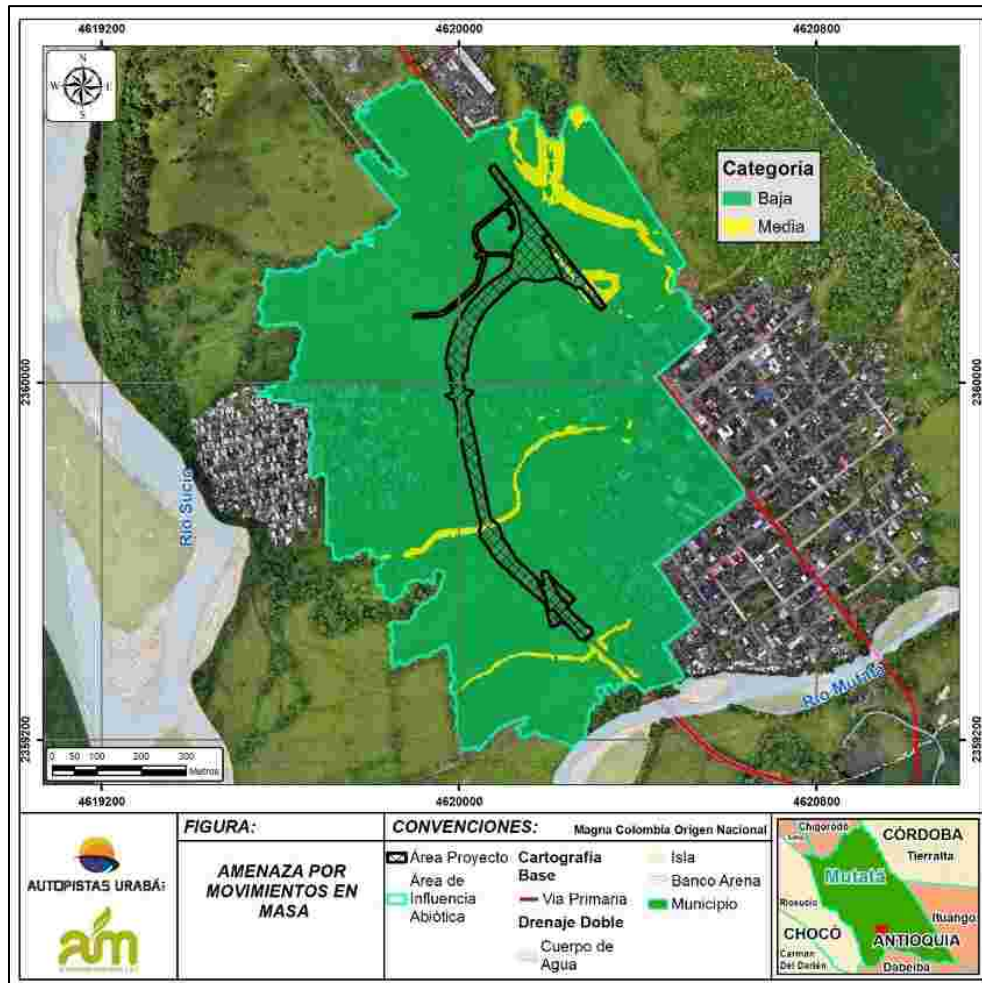 4619200
4620000
4620800
N
W E
S
Categoría
Baja
Media
2360000
2360000
Río Sucio
Río Mutatá
2359200
2359200
0 50 100 200 300
Metros
4619200
4620000
4620800
AUTOPISTAS URABÁ
aim
FIGURA:
AMENAZA POR
MOVIMIENTOS EN
MASA
CONVENCIONES:
Magna Colombia Origen Nacional
Área Proyecto
Área de
Influencia
Abiótica
Cartografía
Base
Via Primaria
Drenaje Doble
Cuerpo de
Agua
Isla
Banco Arena
Municipio
Chigorodó
CÓRDOBA
Tierralta
Mutatá
Riosucio
Ituango
CHOCÓ
ANTIOQUIA
Carmen
Del Darién
Dabeiba